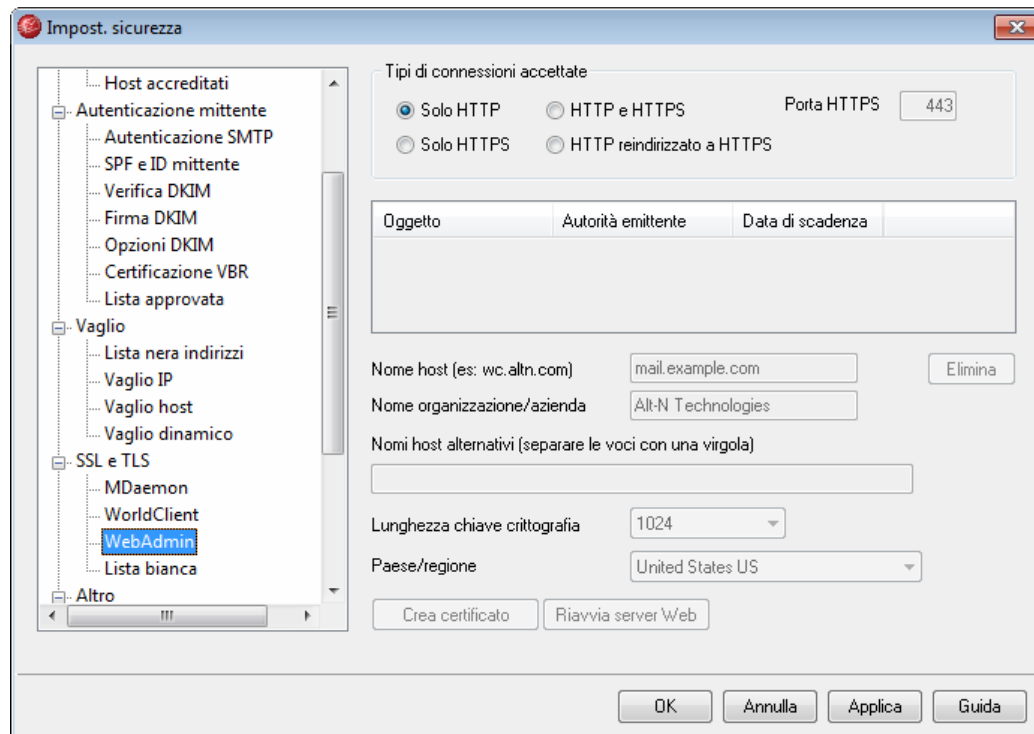 Impost. sicurezza
Host accreditati
Autenticazione mittente
Autenticazione SMTP
SPF e ID mittente
Verifica DKIM
Firma DKIM
Opzioni DKIM
Certificazione VBR
Lista approvata
Vaglio
Lista nera indirizzi
Vaglio IP
Vaglio host
Vaglio dinamico
SSL e TLS
MDaemon
WorldClient
WebAdmin
Lista bianca
Altro
Tipi di connessioni accettate
Solo HTTP HTTP e HTTPS Porta HTTPS 443
Solo HTTPS HTTP reindirizzato a HTTPS
Oggetto Autorità emittente Data di scadenza
Nome host (es: wc.altn.com) mail.example.com Elimina
Nome organizzazione/azienda Alt-N Technologies
Nomi host alternativi (separare le voci con una virgola)
Lunghezza chiave crittografia 1024
Paese/regione United States US
Crea certificato Riavvia server Web
OK Annulla Applica Guida